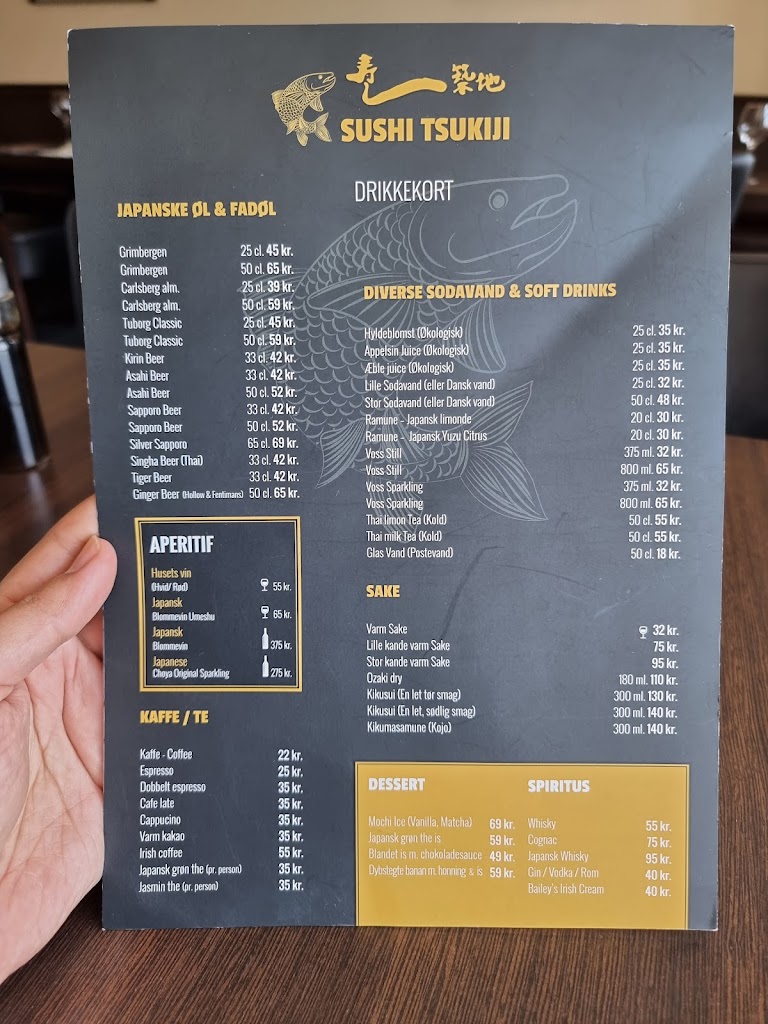 寿し 築地
SUSHI TSUKIJI
DRIKKEKORT
JAPANSKE ØL & FADØL
Grimbergen 25 cl. 45 kr.
Grimbergen 50 cl. 65 kr.
Carlsberg alm. 25 cl. 39 kr.
Carlsberg alm. 50 cl. 59 kr.
Tuborg Classic 25 cl. 45 kr.
Tuborg Classic 50 cl. 59 kr.
Kirin Beer 33 cl. 42 kr.
Asahi Beer 33 cl. 42 kr.
Asahi Beer 50 cl. 52 kr.
Sapporo Beer 33 cl. 42 kr.
Sapporo Beer 50 cl. 52 kr.
Silver Sapporo 65 cl. 69 kr.
Singha Beer (Thai) 33 cl. 42 kr.
Tiger Beer 33 cl. 42 kr.
Ginger Beer (Hollow & Fentimans) 50 cl. 65 kr.
APERITIF
Husets vin
(Hvid/ Rød) 55 kr.
Japansk
Blommevin Umeshu 65 kr.
Japansk
Blommevin 375 kr.
Japanese
Choya Original Sparkling 275 kr.
KAFFE / TE
Kaffe - Coffee 22 kr.
Espresso 25 kr.
Dobbelt espresso 35 kr.
Cafe late 35 kr.
Cappucino 35 kr.
Varm kakao 35 kr.
Irish coffee 55 kr.
Japansk grøn the (pr. person) 35 kr.
Jasmin the (pr. person) 35 kr.
DIVERSE SODAVAND & SOFT DRINKS
Hyldeblomst (Økologisk) 25 cl. 35 kr.
Appelsin Juice (Økologisk) 25 cl. 35 kr.
Æble juice (Økologisk) 25 cl. 35 kr.
Lille Sodavand (eller Dansk vand) 25 cl. 32 kr.
Stor Sodavand (eller Dansk vand) 50 cl. 48 kr.
Ramune - Japansk limonde 20 cl. 30 kr.
Ramune - Japansk Yuzu Citrus 20 cl. 30 kr.
Voss Still 375 ml. 32 kr.
Voss Still 800 ml. 65 kr.
Voss Sparkling 375 ml. 32 kr.
Voss Sparkling 800 ml. 65 kr.
Thai limon Tea (Kold) 50 cl. 55 kr.
Thai milk Tea (Kold) 50 cl. 55 kr.
Glas Vand (Postevand) 50 cl. 18 kr.
SAKE
Varm Sake 32 kr.
Lille kande varm Sake 75 kr.
Stor kande varm Sake 95 kr.
Ozaki dry 180 ml. 110 kr.
Kikusui (En let tør smag) 300 ml. 130 kr.
Kikusui (En let, sødlig smag) 300 ml. 140 kr.
Kikumasamune (Kojo) 300 ml. 140 kr.
DESSERT
Mochi Ice (Vanilla, Matcha) 69 kr.
Japansk grøn the is 59 kr.
Blandet is m. chokoladesauce 49 kr.
Dybstegte banan m. honning & is 59 kr.
SPIRITUS
Whisky 55 kr.
Cognac 75 kr.
Japansk Whisky 95 kr.
Gin / Vodka / Rom 40 kr.
Bailey's Irish Cream 40 kr.